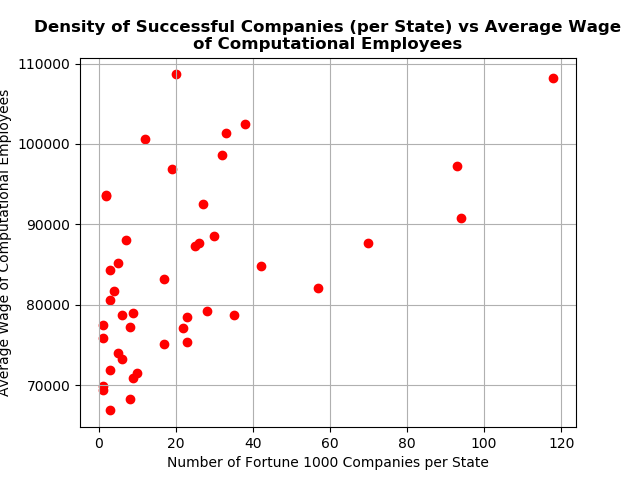 Density of Successful Companies (per State) vs Average Wage
of Computational Employees
Average Wage of Computational Employees
110000
100000
90000
80000
70000
0 20 40 60 80 100 120
Number of Fortune 1000 Companies per State